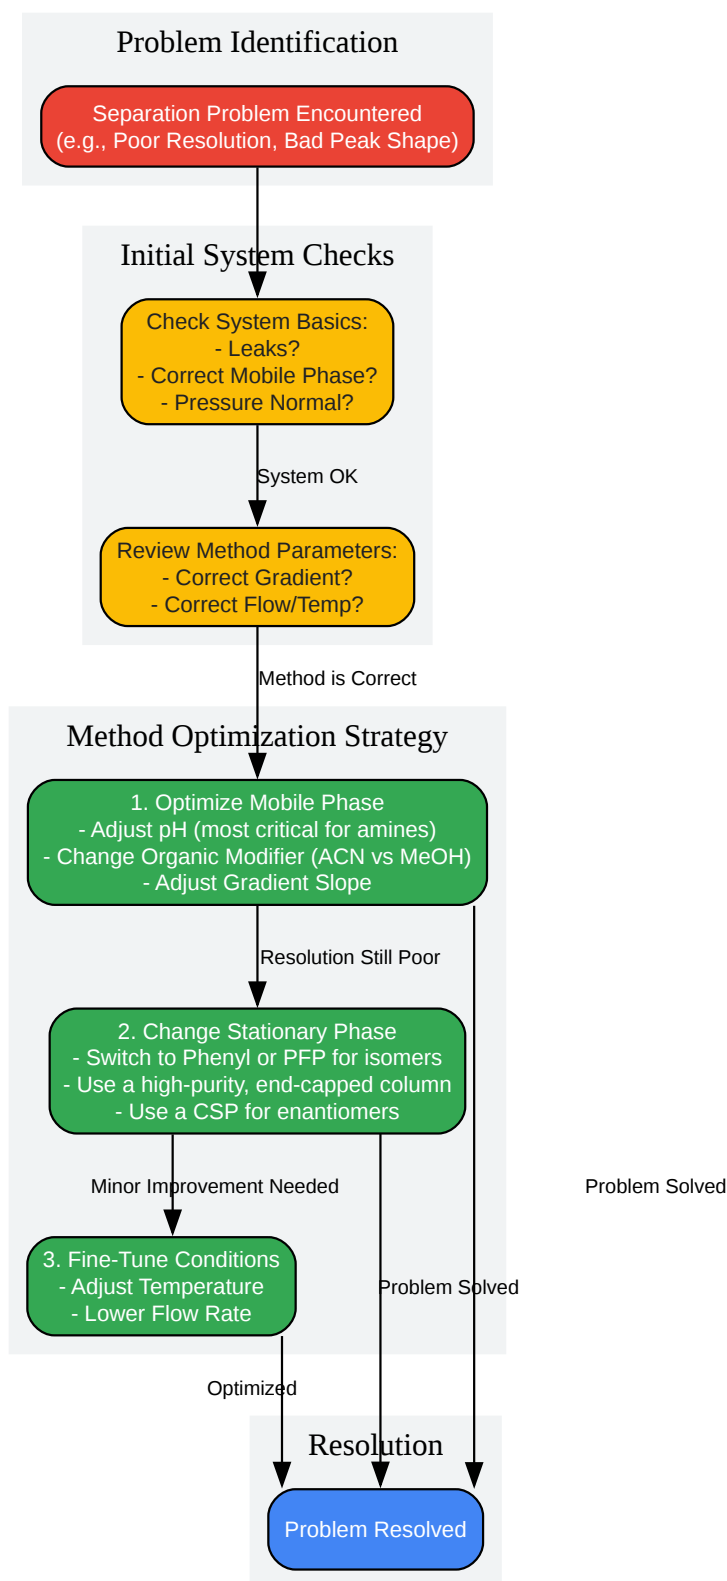 Problem Identification
Separation Problem Encountered
(e.g., Poor Resolution, Bad Peak Shape)
Initial System Checks
Check System Basics:
- Leaks?
- Correct Mobile Phase?
- Pressure Normal?
System OK
Review Method Parameters:
- Correct Gradient?
- Correct Flow/Temp?
Method is Correct
Method Optimization Strategy
1. Optimize Mobile Phase
- Adjust pH (most critical for amines)
- Change Organic Modifier (ACN vs MeOH)
- Adjust Gradient Slope
Resolution Still Poor
2. Change Stationary Phase
- Switch to Phenyl or PFP for isomers
- Use a high-purity, end-capped column
- Use a CSP for enantiomers
Minor Improvement Needed
Problem Solved
3. Fine-Tune Conditions
- Adjust Temperature
- Lower Flow Rate
Problem Solved
Optimized
Resolution
Problem Resolved